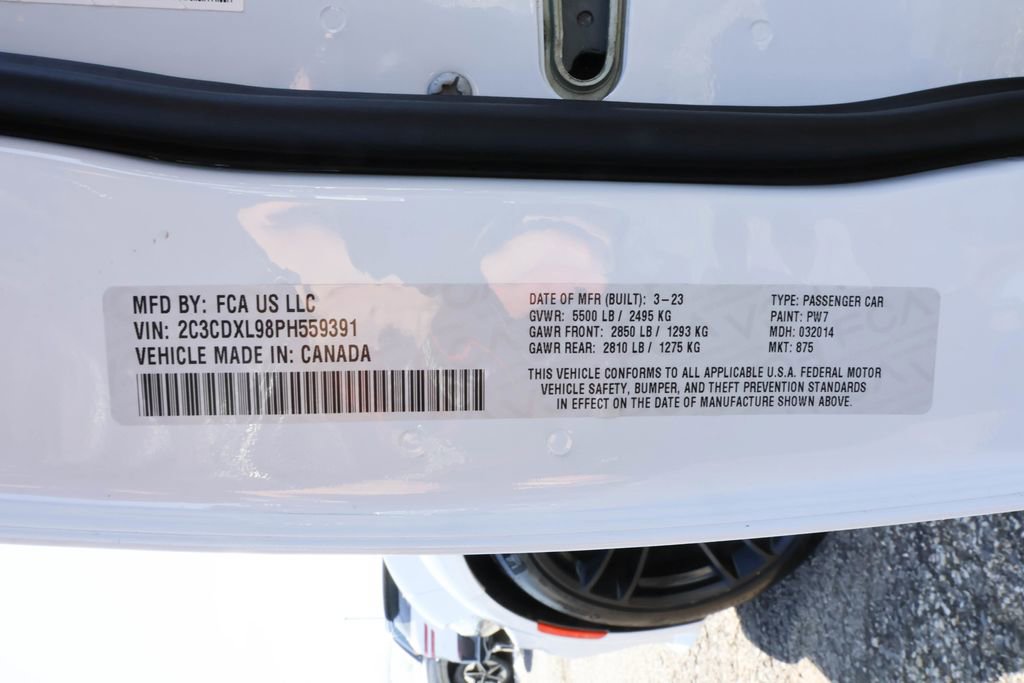 MFD BY: FCA US LLC
VIN: 2C3CDXL98PH559391
VEHICLE MADE IN: CANADA
DATE OF MFR (BUILT): 3-23
GVWR: 5500 LB / 2495 KG
GAWR FRONT: 2850 LB / 1293 KG
GAWR REAR: 2810 LB / 1275 KG
TYPE: PASSENGER CAR
PAINT: PW7
MDH: 032014
MKT: 875
THIS VEHICLE CONFORMS TO ALL APPLICABLE U.S.A. FEDERAL MOTOR
VEHICLE SAFETY, BUMPER, AND THEFT PREVENTION STANDARDS
IN EFFECT ON THE DATE OF MANUFACTURE SHOWN ABOVE.